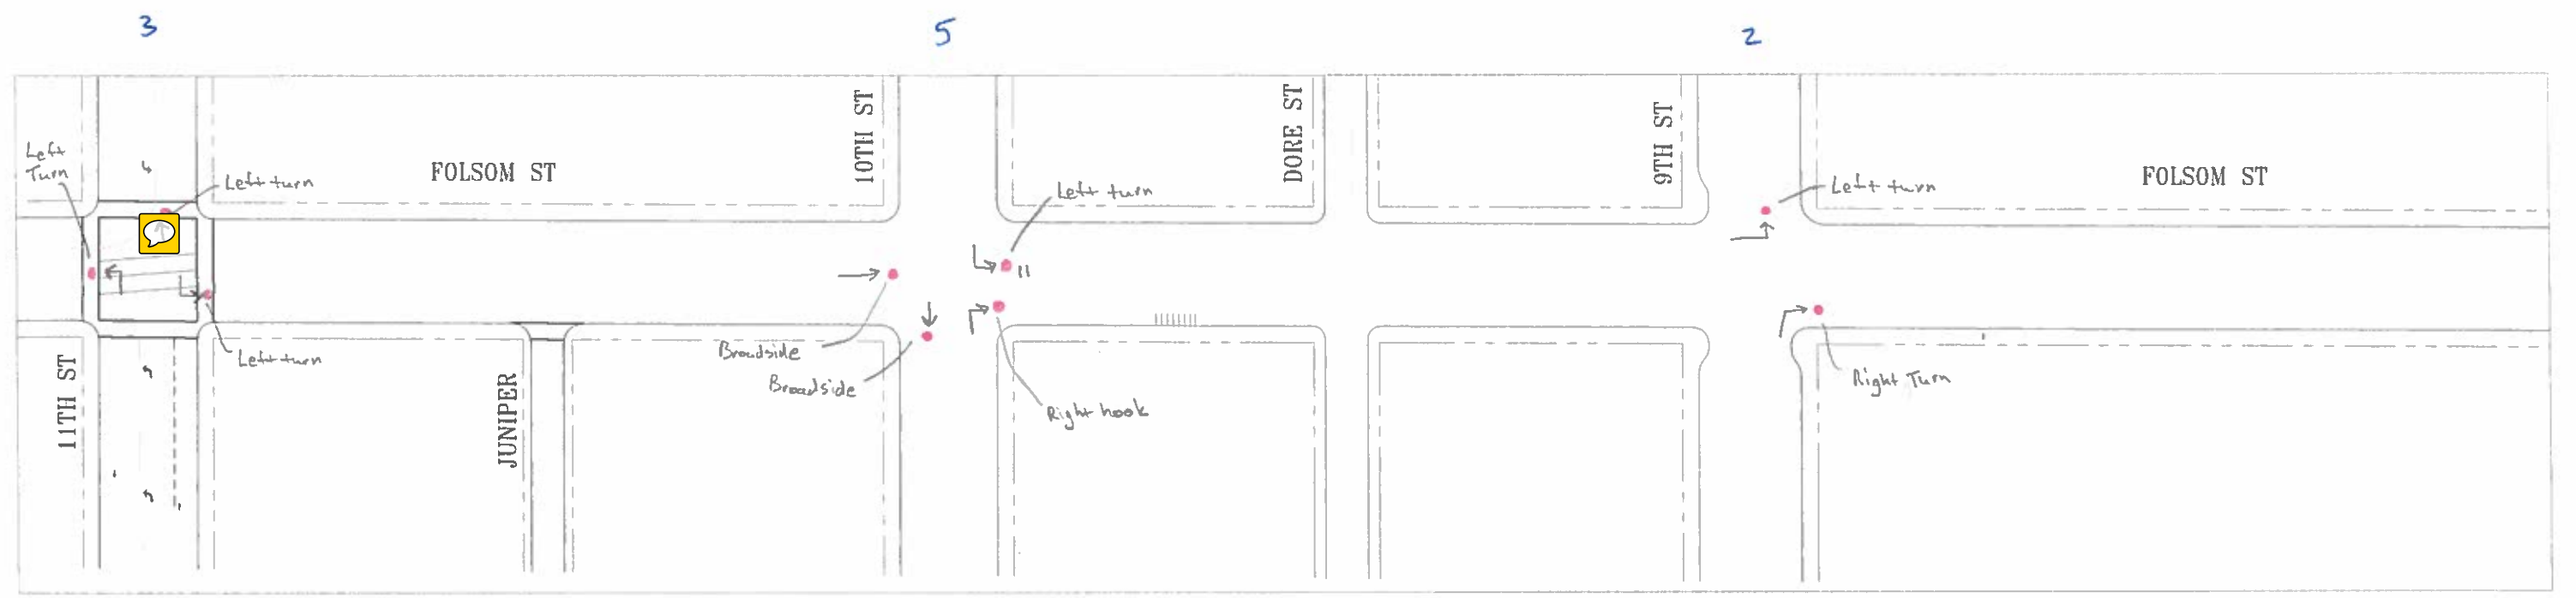 3
5
2
Left
Turn
Left turn
FOLSOM ST
10TH ST
Left turn
DORE ST
9TH ST
Left turn
FOLSOM ST
11TH ST
Left turn
JUNIPER
Broadside
Broadside
Right hook
Right Turn